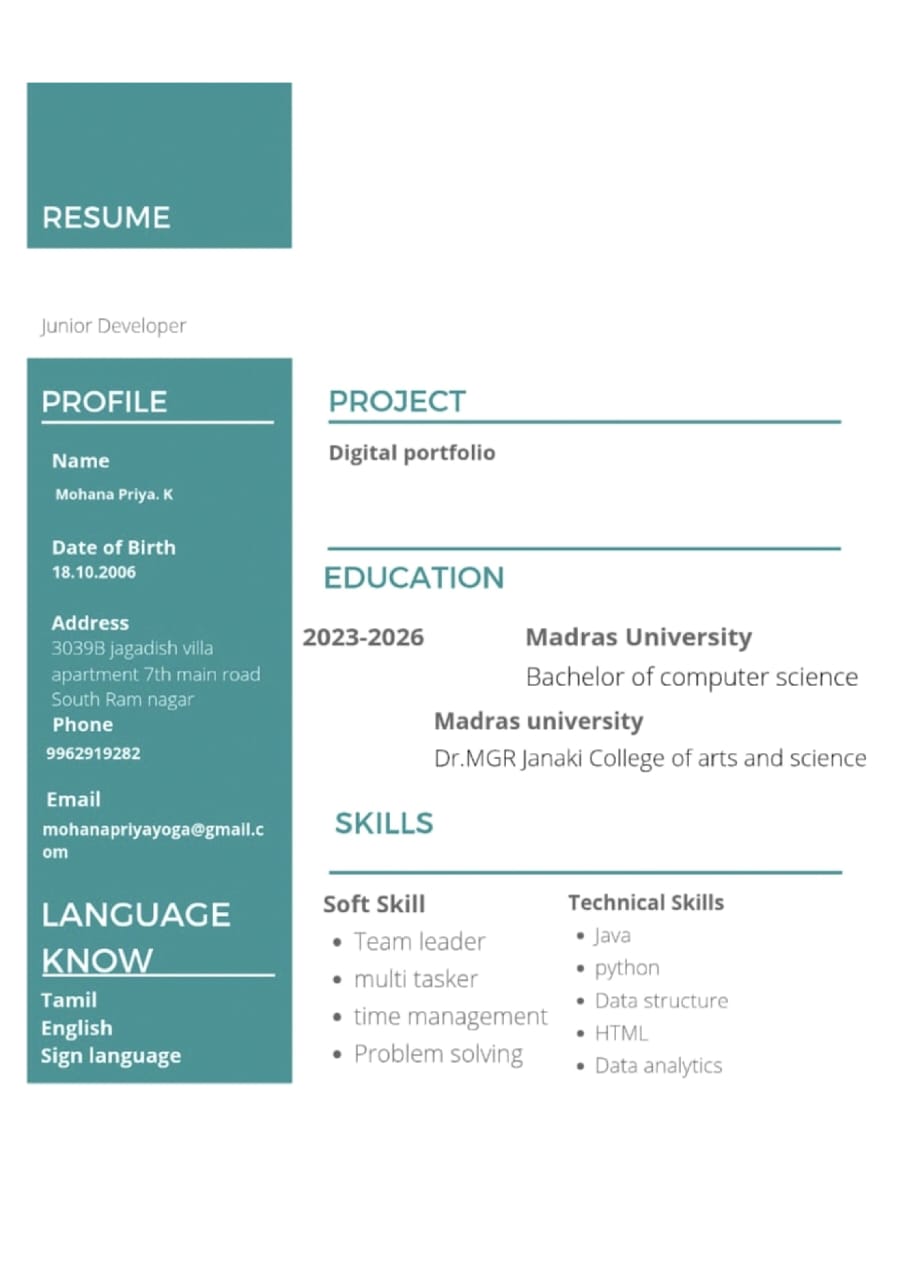 RESUME
Junior Developer
PROFILE
Name
Mohana Priya. K
Date of Birth
18.10.2006
Address
3039B jagadish villa
apartment 7th main road
South Ram nagar
Phone
9962919282
Email
mohanapriyayoga@gmail.c
om
LANGUAGE
KNOW
Tamil
English
Sign language
PROJECT
Digital portfolio
EDUCATION
2023-2026 Madras University
Bachelor of computer science
Madras university
Dr.MGR Janaki College of arts and science
SKILLS
Soft Skill
Team leader
multi tasker
time management
Problem solving
Technical Skills
Java
python
Data structure
HTML
Data analytics